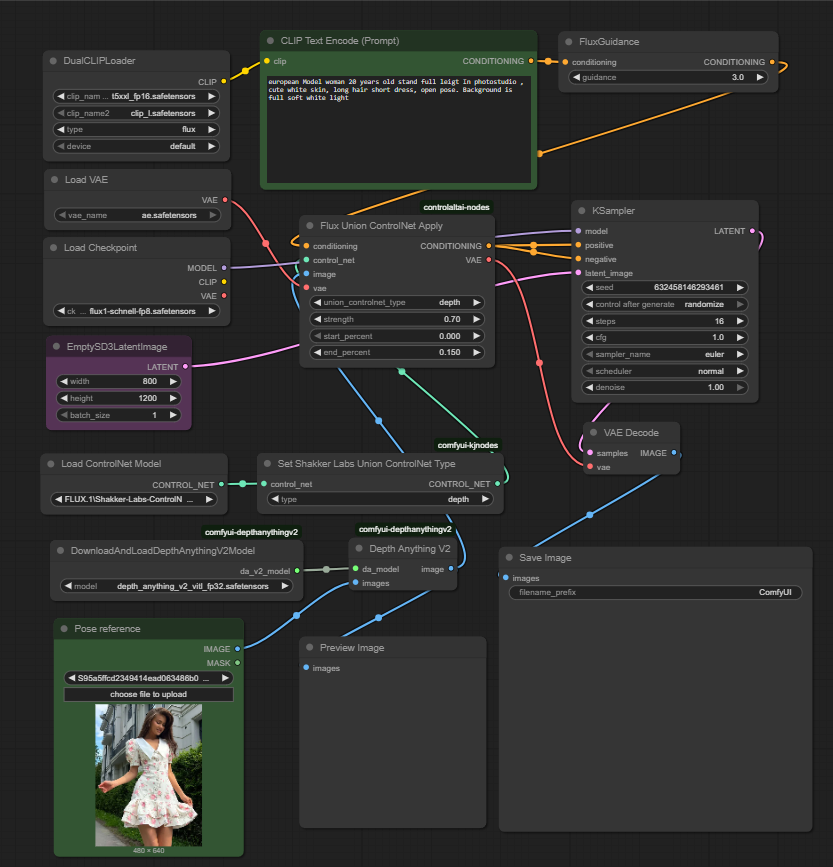 DualCLIPLoader
CLIP
clip_nam ... t5xxl_fp16.safetensors
clip_name2 clip_l.safetensors
type flux
device default
CLIP Text Encode (Prompt)
clip CONDITIONING
european Model woman 20 years old stand full leigt In photostudio ,
cute white skin, long hair short dress, open pose. Background is
full soft white light
FluxGuidance
conditioning CONDITIONING
guidance 3.0
Load VAE
VAE
vae_name ae.safetensors
Load Checkpoint
MODEL
CLIP
VAE
ck ... flux1-schnell-fp8.safetensors
EmptySD3LatentImage
LATENT
width 800
height 1200
batch_size 1
controlaltai-nodes
Flux Union ControlNet Apply
conditioning CONDITIONING
control_net VAE
image
vae
union_controlnet_type depth
strength 0.70
start_percent 0.000
end_percent 0.150
KSampler
model LATENT
positive
negative
latent_image
seed 632458146293461
control after generate randomize
steps 16
cfg 1.0
sampler_name euler
scheduler normal
denoise 1.00
VAE Decode
samples IMAGE
vae
Load ControlNet Model
CONTROL_NET
FLUX.1\Shakker-Labs-ControlN ...
comfyui-kjnodes
Set Shakker Labs Union ControlNet Type
control_net CONTROL_NET
type depth
comfyui-depthanythingv2
DownloadAndLoadDepthAnythingV2Model
da_v2_model
model depth_anything_v2_vitl_fp32.safetensors
comfyui-depthanythingv2
Depth Anything V2
da_model image
images
Save Image
images
filename_prefix ComfyUI
Pose reference
IMAGE
MASK
S95a5ffcd2349414ead063486b0 ...
choose file to upload
480 × 640
Preview Image
images